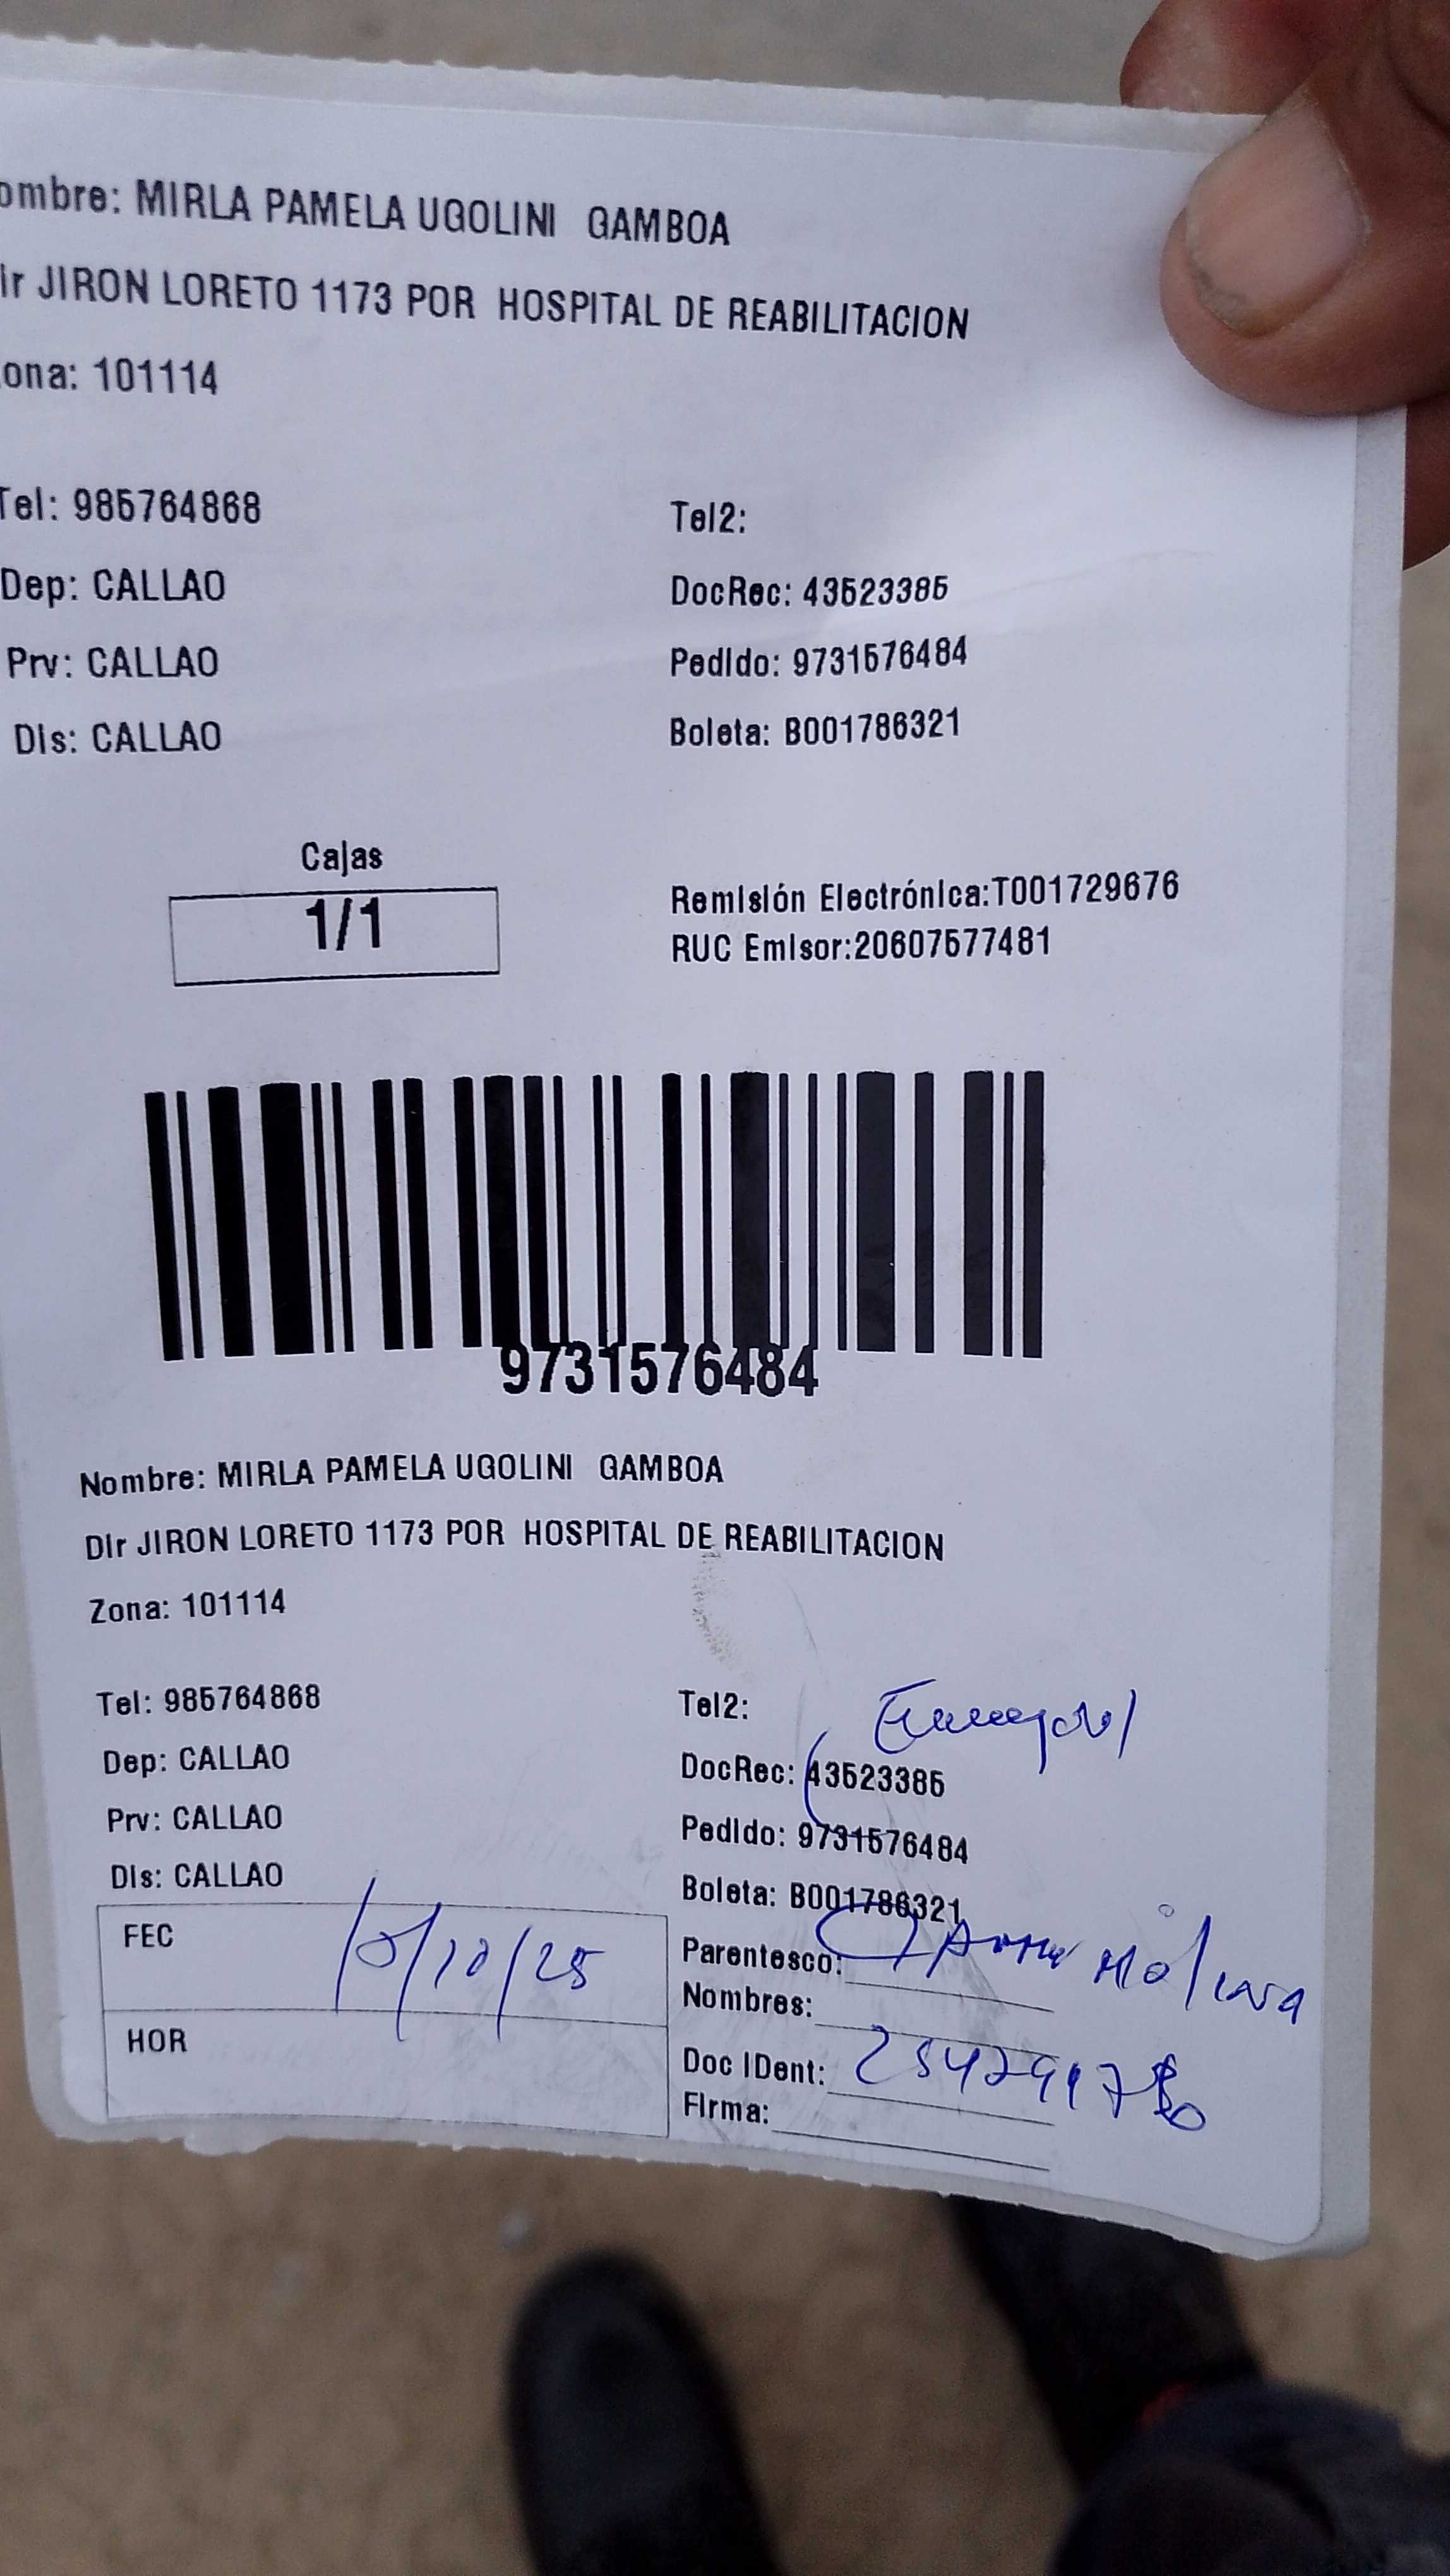 ombre: MIRLA PAMELA UGOLINI GAMBOA
ir JIRON LORETO 1173 POR HOSPITAL DE REABILITACION
ona: 101114
Tel: 985764868
Tel2:
Dep: CALLAO
DocRec: 43523385
Prv: CALLAO
Pedido: 9731576484
Dis: CALLAO
Boleta: B001786321
Cajas
1/1
Remisión Electrónica:T001729676
RUC Emisor:20607577481
9731576484
Nombre: MIRLA PAMELA UGOLINI GAMBOA
Dir JIRON LORETO 1173 POR HOSPITAL DE REABILITACION
Zona: 101114
Tel: 985764868
Tel2:
Dep: CALLAO
DocRec: 43523385
Prv: CALLAO
Pedido: 9731576484
Dis: CALLAO
Boleta: B001786321
FEC /10/25
Parentesco:
Nombres:
HOR
Doc IDent:
Firma: